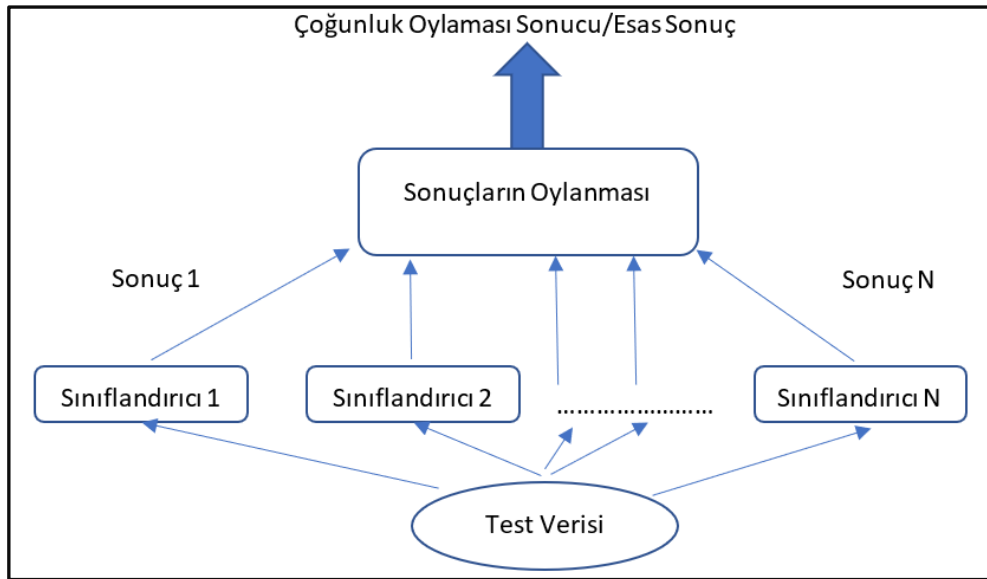 Çoğunluk Oylaması Sonucu/Esas Sonuç
Sonuçların Oylanması
Sonuç 1
Sonuç N
Sınıflandırıcı 1
Sınıflandırıcı 2
........................
Sınıflandırıcı N
Test Verisi